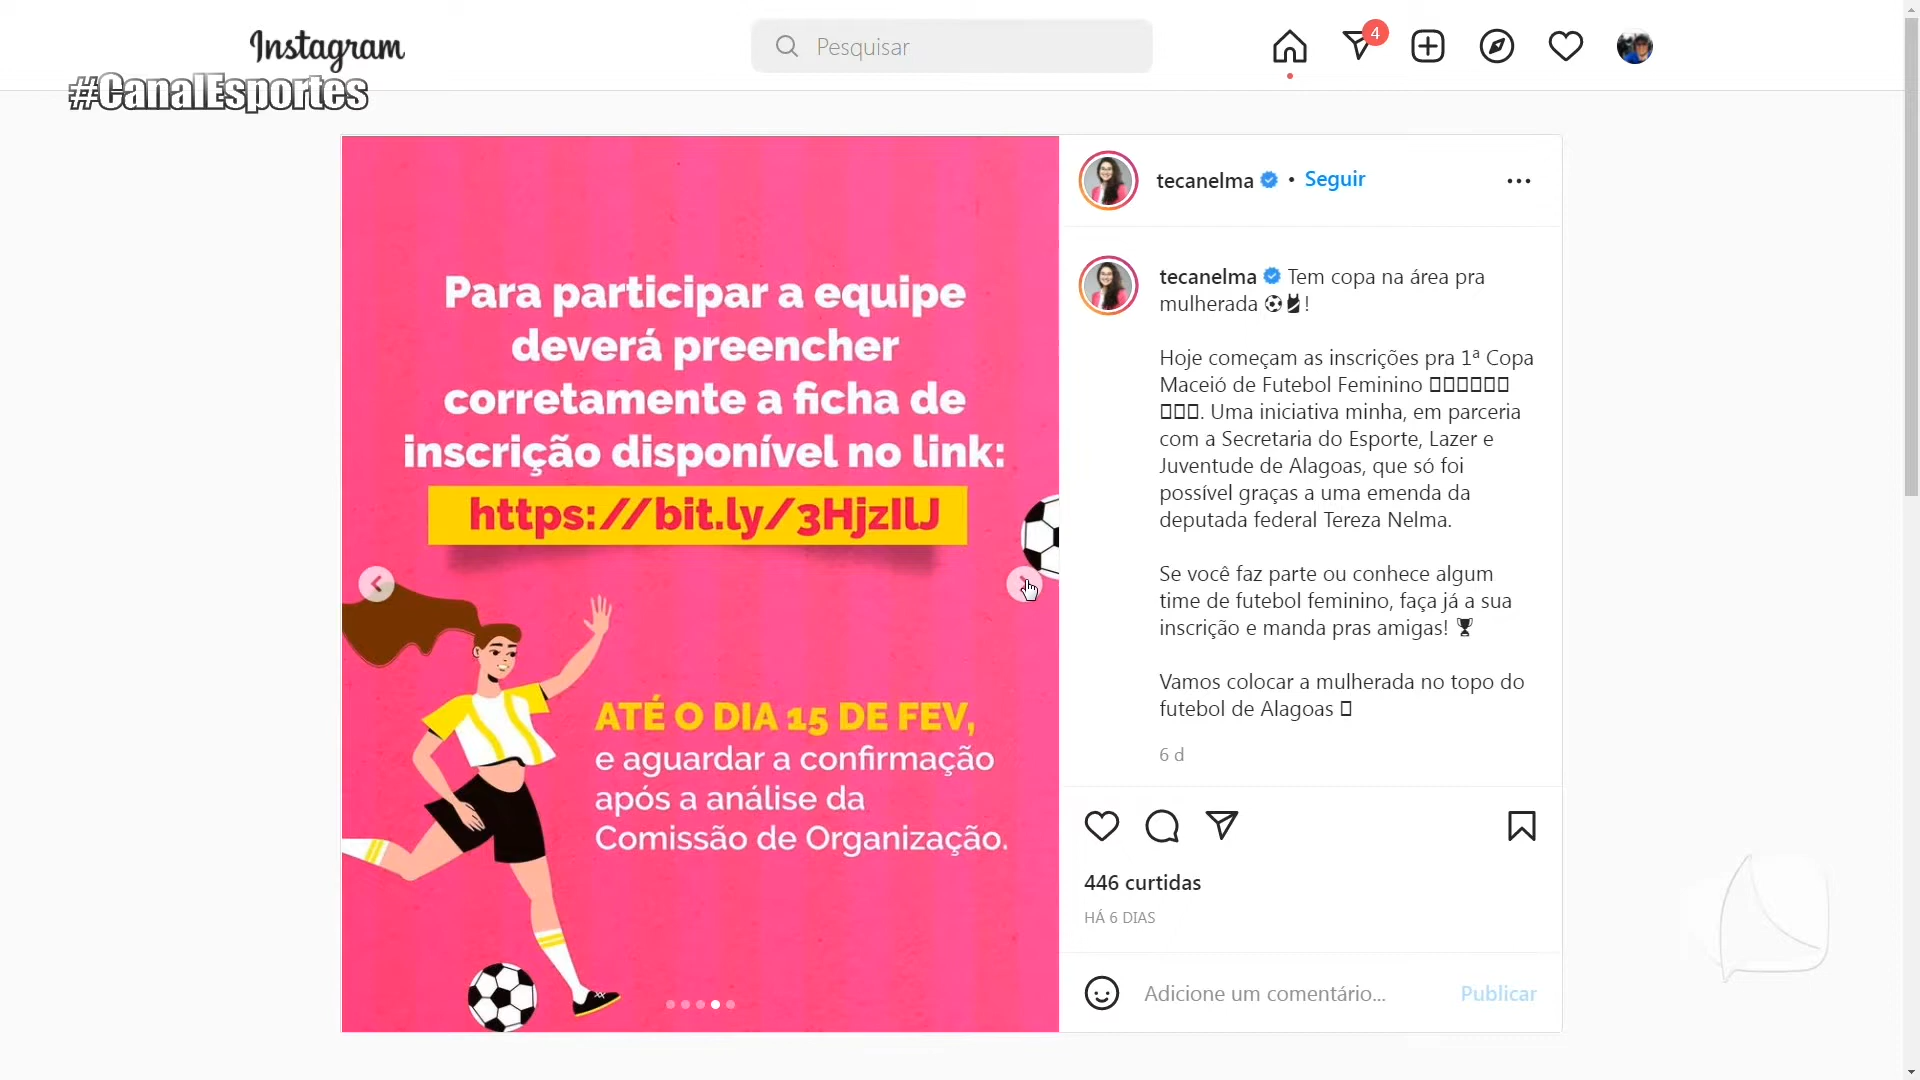 Instagram
Pesquisar
4
#CanalEsportes
Para participar a equipe
deverá preencher
corretamente a ficha de
inscrição disponível no link:
https://bit.ly/3HjzIlJ
ATÉ O DIA 15 DE FEV,
e aguardar a confirmação
após a análise da
Comissão de Organização.
tecanelma • Seguir
tecanelma Tem copa na área pra
mulherada ⚽!
Hoje começam as inscrições pra 1ª Copa
Maceió de Futebol Feminino
. Uma iniciativa minha, em parceria
com a Secretaria do Esporte, Lazer e
Juventude de Alagoas, que só foi
possível graças a uma emenda da
deputada federal Tereza Nelma.
Se você faz parte ou conhece algum
time de futebol feminino, faça já a sua
inscrição e manda pras amigas! 🏆
Vamos colocar a mulherada no topo do
futebol de Alagoas
6 d
446 curtidas
HÁ 6 DIAS
Adicione um comentário...
Publicar